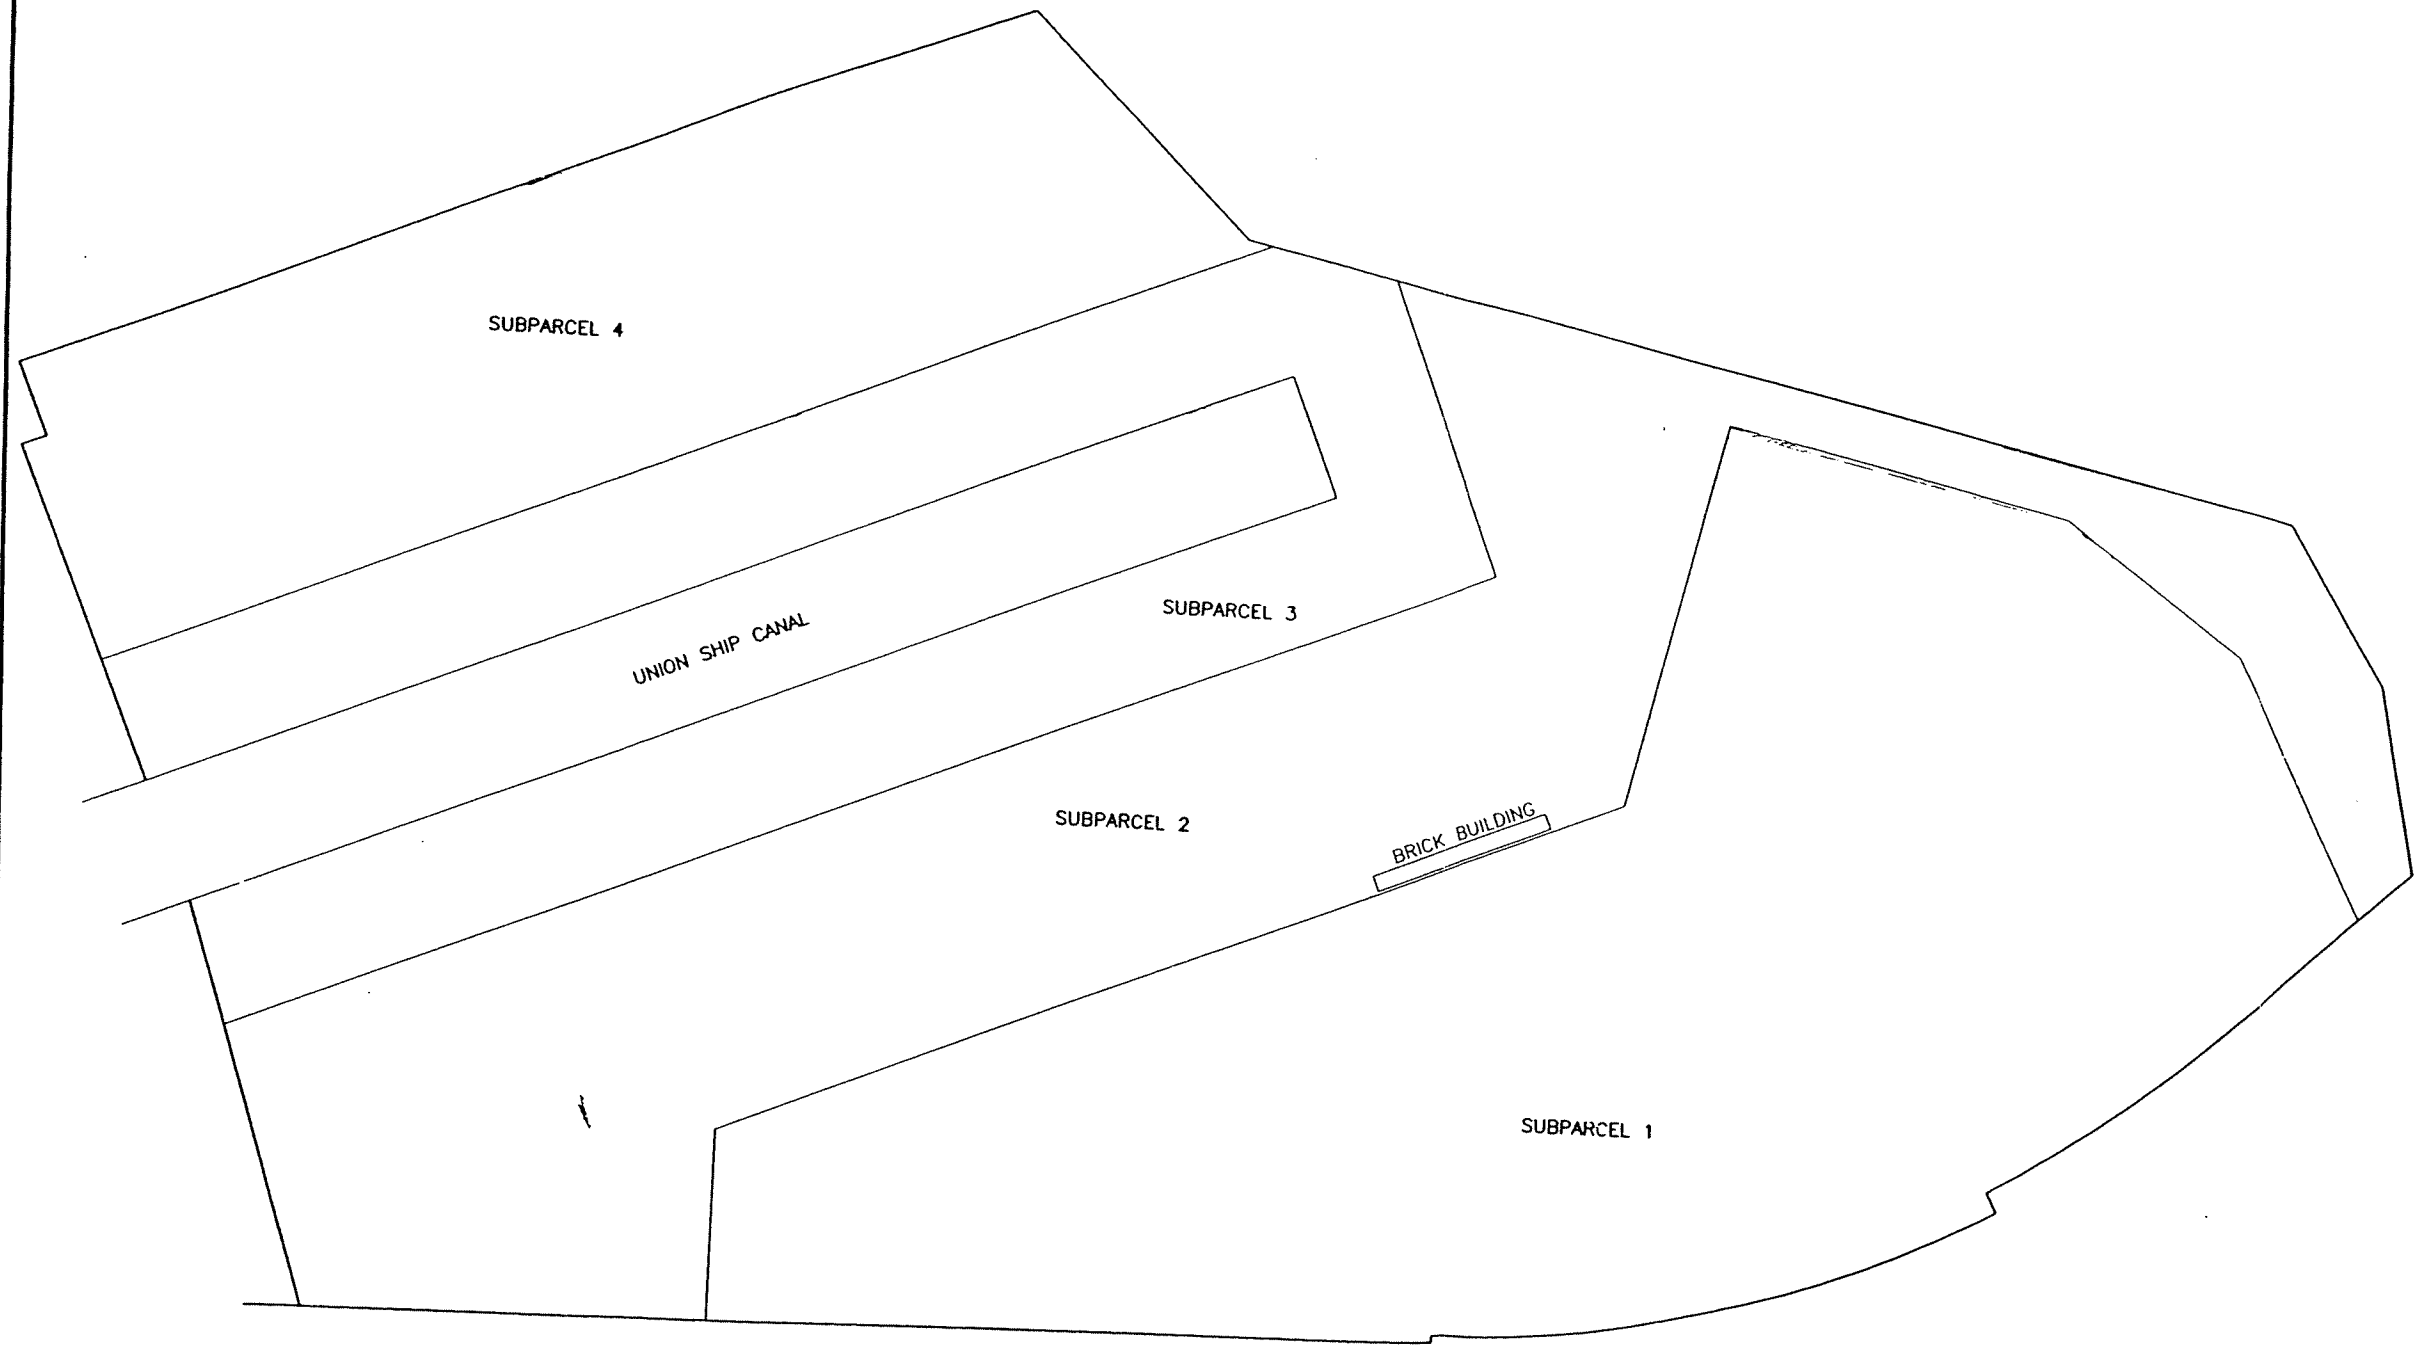 SUBPARCEL 4
SUBPARCEL 3
UNION SHIP CANAL
SUBPARCEL 2
BRICK BUILDING
SUBPARCEL 1